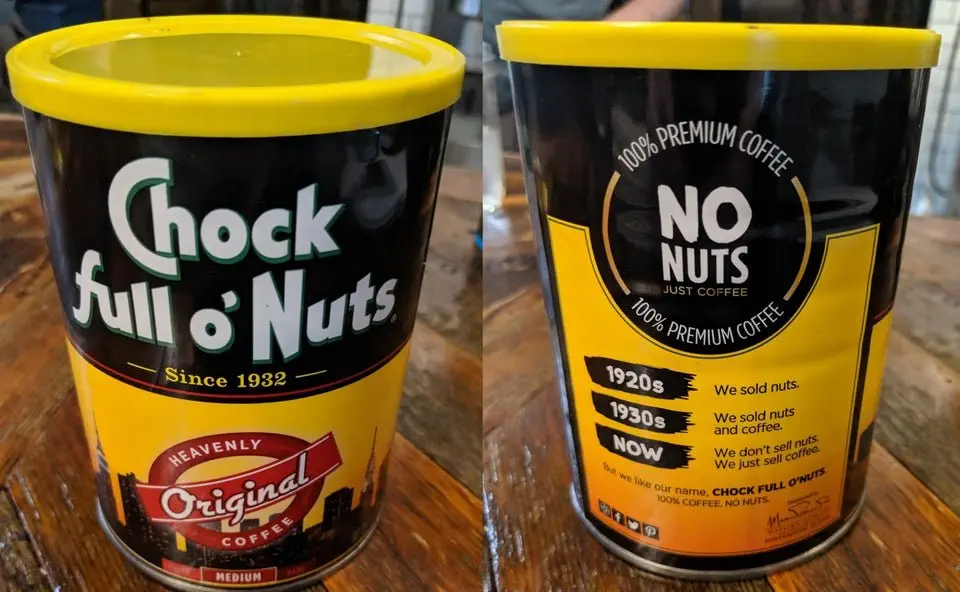 Chock
full o' Nuts®
Since 1932
HEAVENLY
Original
COFFEE
MEDIUM
100% PREMIUM COFFEE
NO
NUTS
JUST COFFEE
100% PREMIUM COFFEE
1920s We sold nuts.
1930s We sold nuts
and coffee.
NOW We don't sell nuts.
We just sell coffee.
But we like our name, CHOCK FULL O'NUTS.
100% COFFEE. NO NUTS.